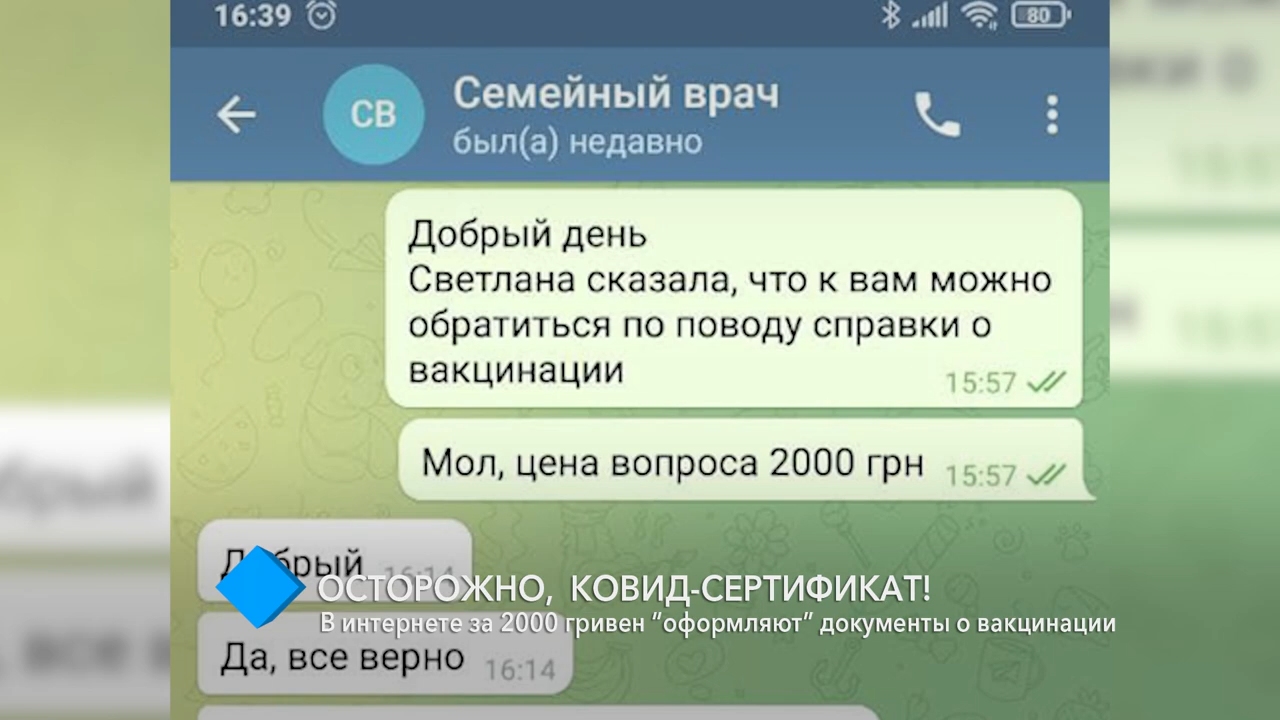 16:39
80
СВ
Семейный врач
был(а) недавно
Добрый день
Светлана сказала, что к вам можно
обратиться по поводу справки о
вакцинации
15:57
Мол, цена вопроса 2000 грн 15:57
Добрый 16:14
ОСТОРОЖНО, КОВИД-СЕРТИФИКАТ!
В интернете за 2000 гривен "оформляют" документы о вакцинации
Да, все верно 16:14